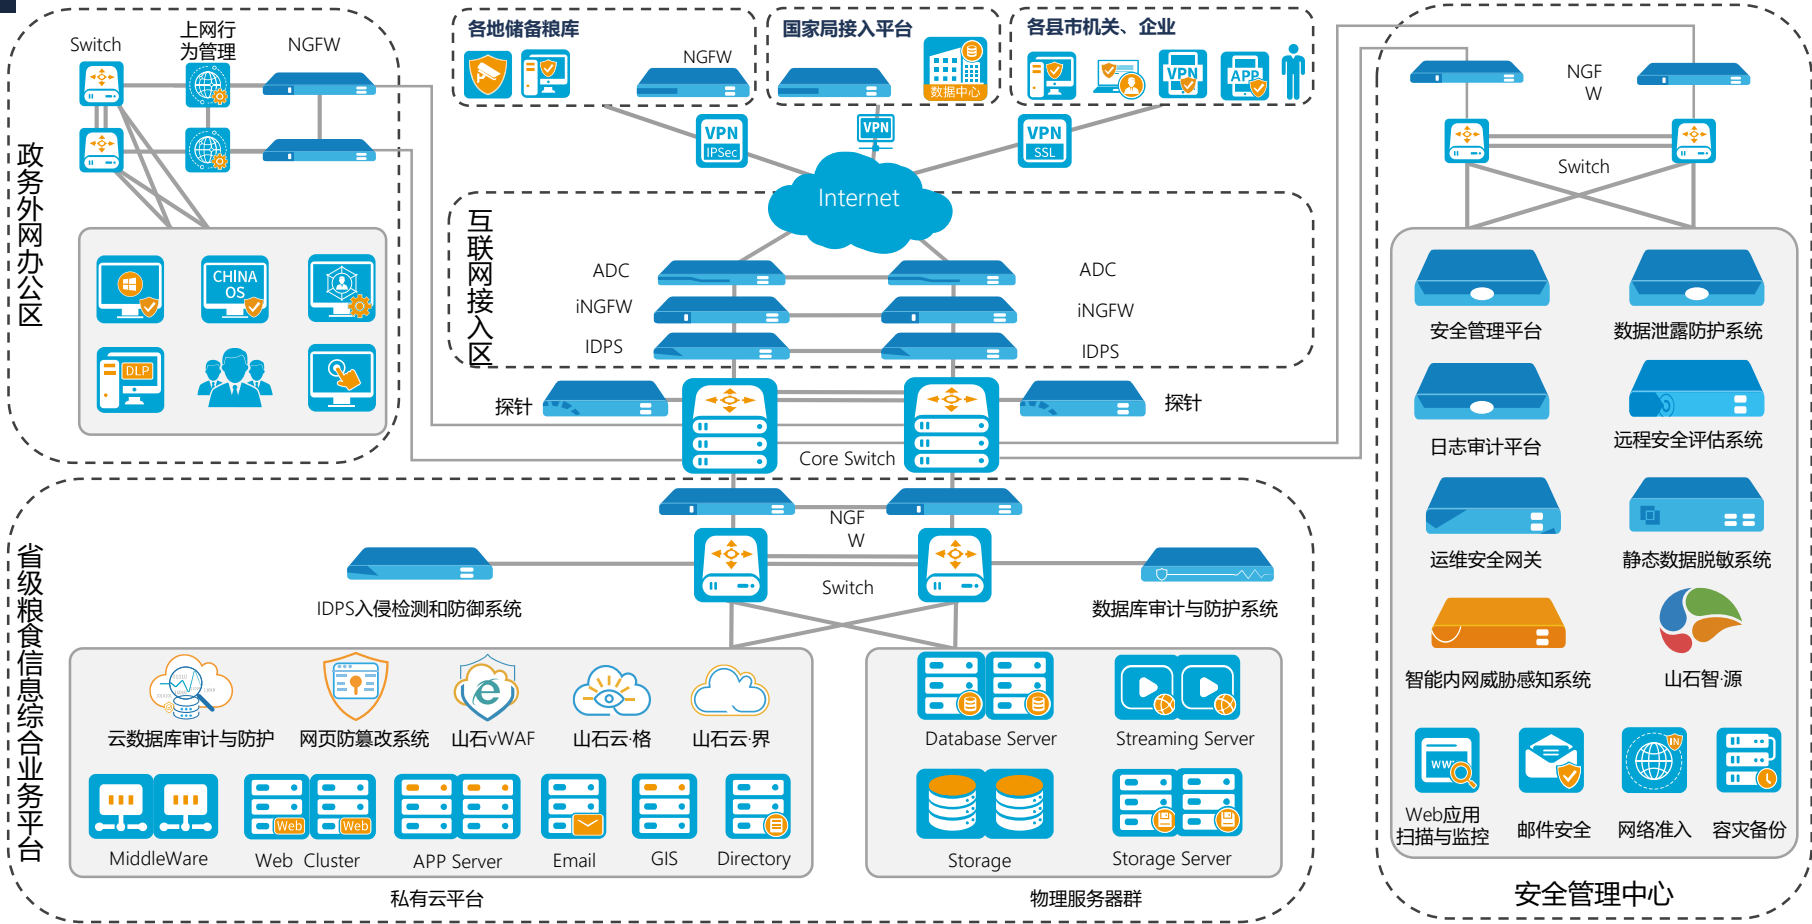 政务外网办公区
Switch
上网行
为管理
NGFW
CHINA
OS
DLP
各地储备粮库
NGFW
国家局接入平台
数据中心
各县市机关、企业
VPN
APP
VPN
IPSec
VPN
VPN
SSL
Internet
互联网接入区
ADC
ADC
iNGFW
iNGFW
IDPS
IDPS
探针
探针
Core Switch
省级粮食信息综合业务平台
NGF
W
Switch
IDPS入侵检测和防御系统
数据库审计与防护系统
云数据库审计与防护
网页防篡改系统
山石vWAF
山石云·格
山石云·界
Web
Web
MiddleWare
Web Cluster
APP Server
Email
GIS
Directory
私有云平台
Database Server
Streaming Server
Storage
Storage Server
物理服务器群
NGF
W
Switch
安全管理平台
数据泄露防护系统
日志审计平台
远程安全评估系统
运维安全网关
静态数据脱敏系统
智能内网威胁感知系统
山石智·源
WWW
IN
Web应用
扫描与监控
邮件安全
网络准入
容灾备份
安全管理中心